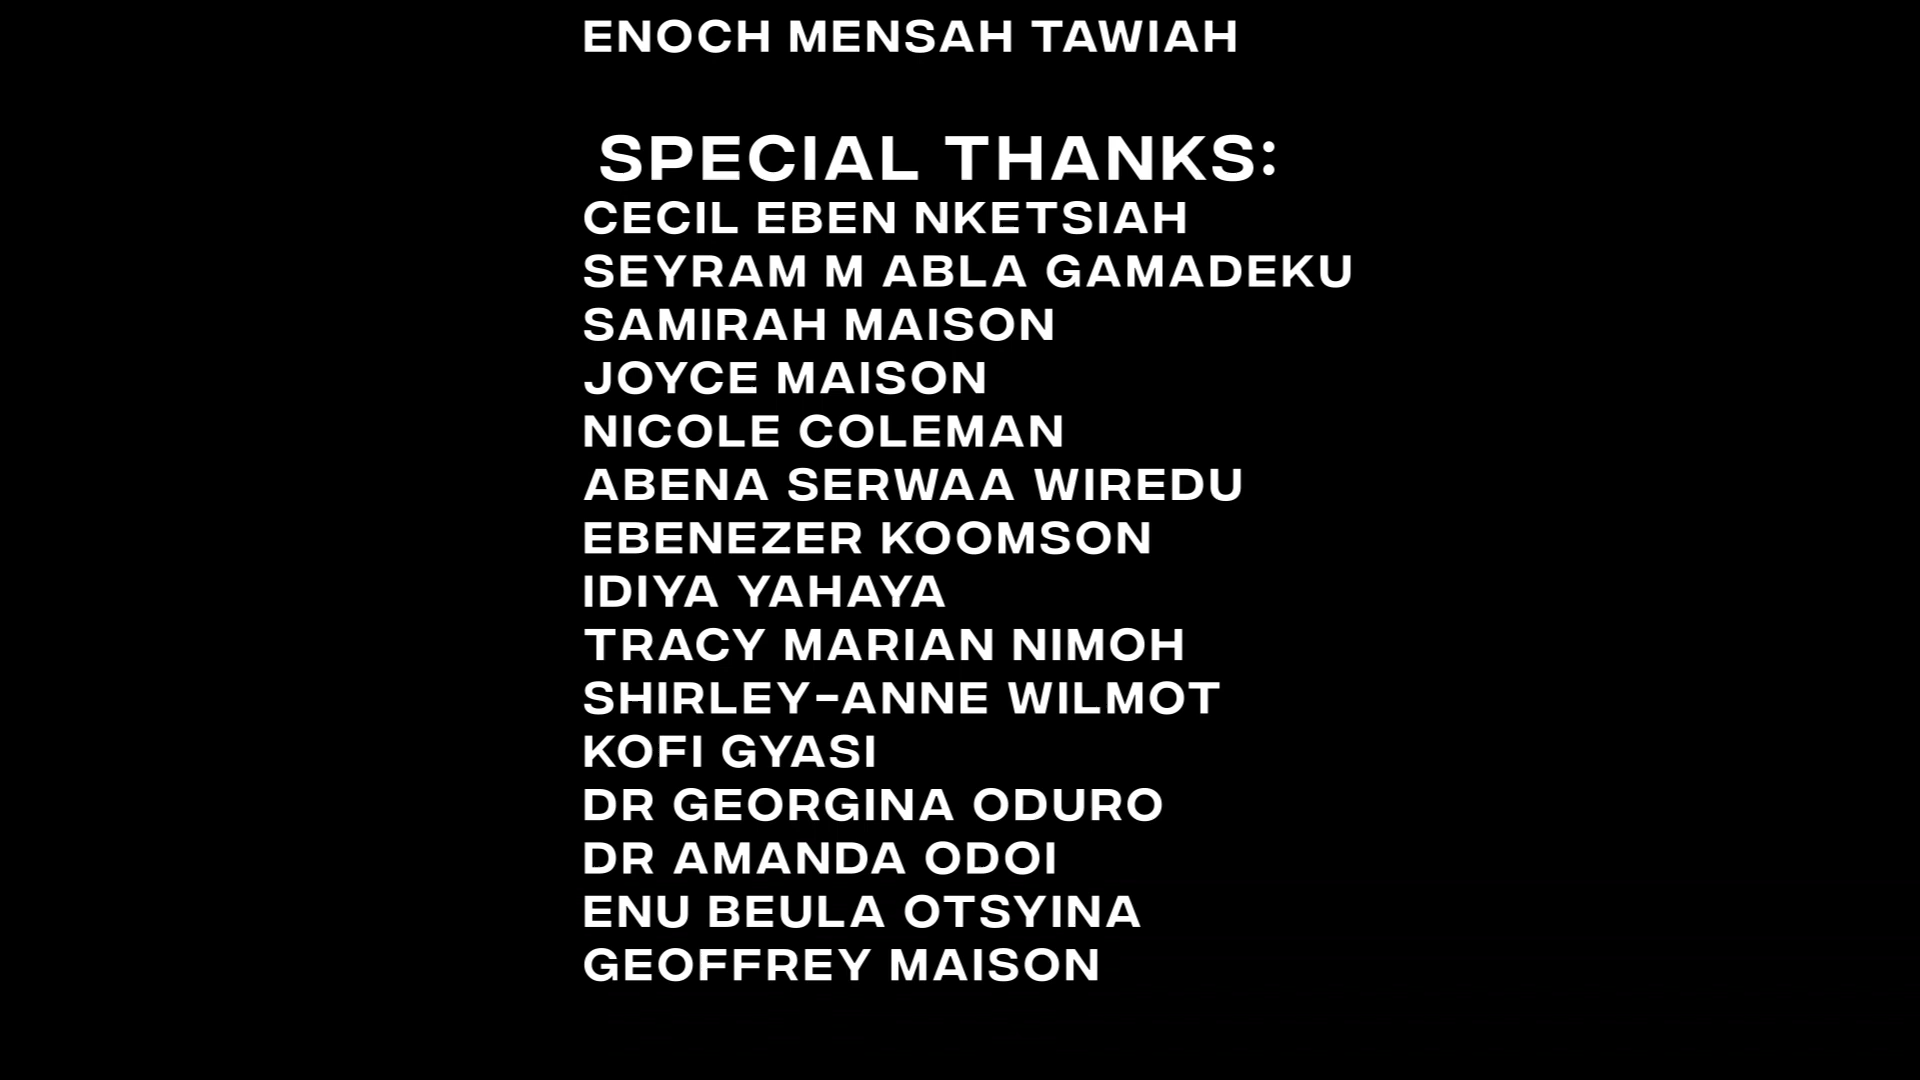 ENOCH MENSAH TAWIAH
SPECIAL THANKS:
CECIL EBEN NKETSIAH
SEYRAM M ABLA GAMADEKU
SAMIRAH MAISON
JOYCE MAISON
NICOLE COLEMAN
ABENA SERWAA WIREDU
EBENEZER KOOMSON
IDIYA YAHAYA
TRACY MARIAN NIMOH
SHIRLEY-ANNE WILMOT
KOFI GYASI
DR GEORGINA ODURO
DR AMANDA ODOI
ENU BEULA OTSYINA
GEOFFREY MAISON